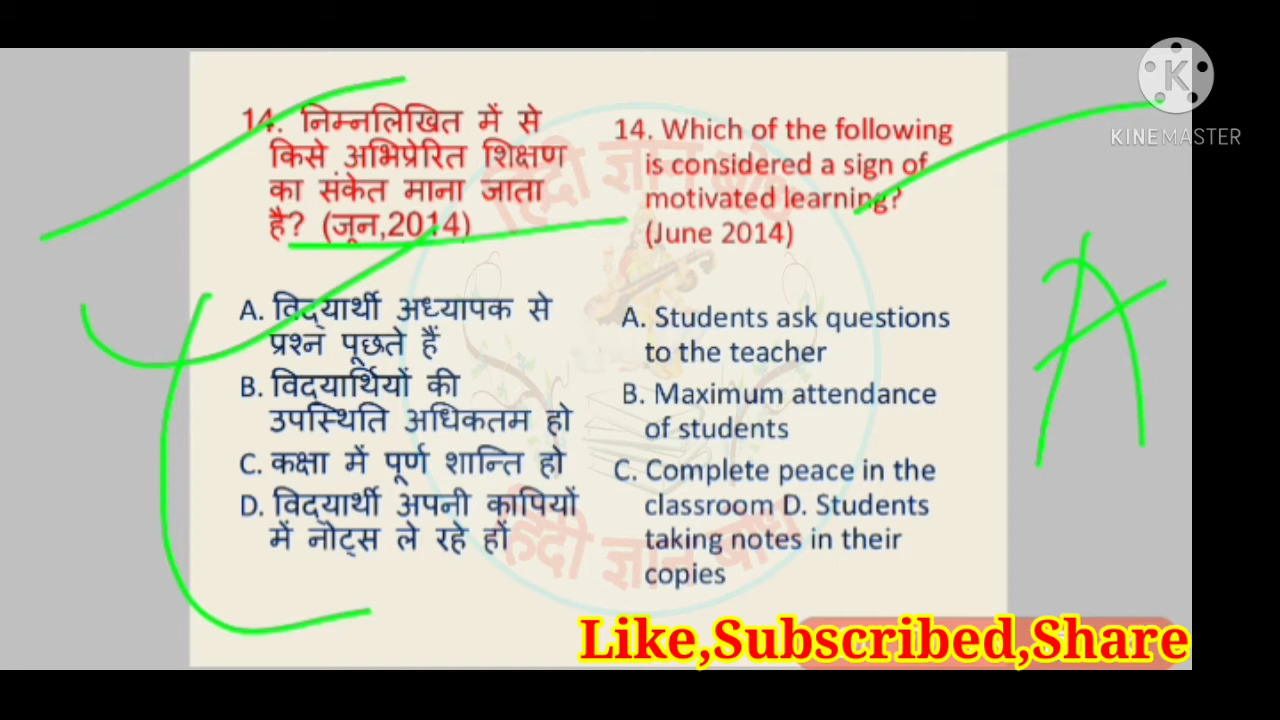 14. निम्नलिखित में से
किसे अभिप्रेरित शिक्षण
का संकेत माना जाता
है? (जून,2014)
A. विद्यार्थी अध्यापक से
प्रश्न पूछते हैं
B. विद्यार्थियों की
उपस्थिति अधिकतम हो
C. कक्षा में पूर्ण शान्ति हो
D. विद्यार्थी अपनी कापियों
में नोट्स ले रहे हों
14. Which of the following
is considered a sign of
motivated learning?
(June 2014)
A. Students ask questions
to the teacher
B. Maximum attendance
of students
C. Complete peace in the
classroom D. Students
taking notes in their
copies
A
K
KINEMASTER
हिंदी ज्ञान बोध
हिंदी ज्ञान बोध
Like,Subscribed,Share